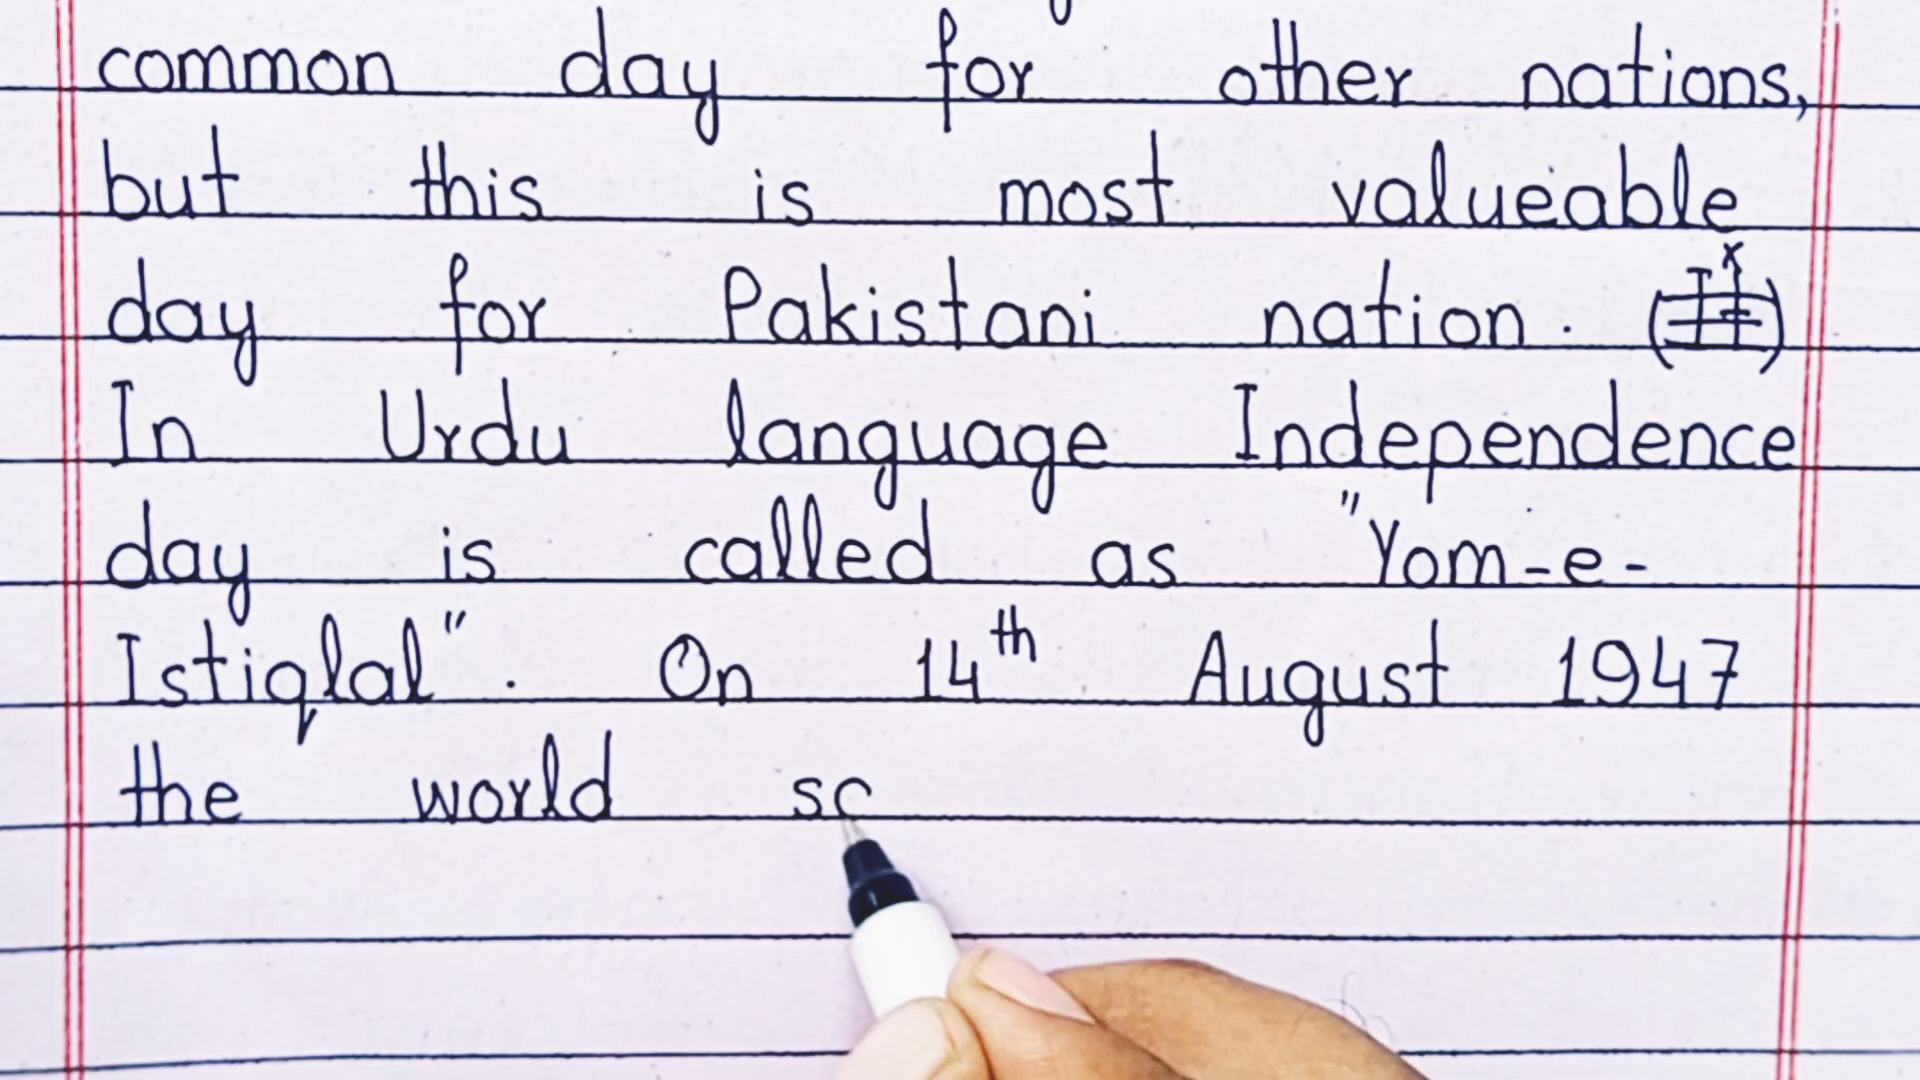 common day for other nations,
but this is most valueable
day for Pakistani nation.
In Urdu language Independence
day is called as "Yom-e-
Istiqlal". On 14th August 1947
the world